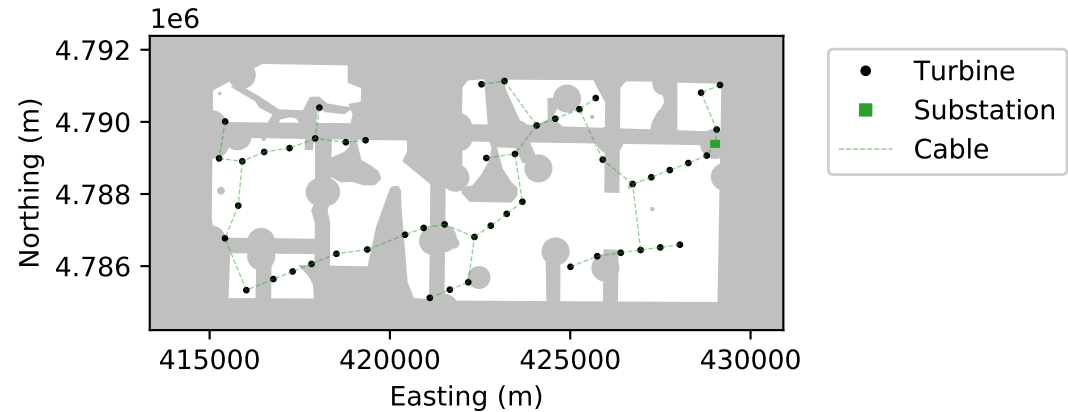 1e6
4.792
4.790
4.788
4.786
Northing (m)
415000 420000 425000 430000
Easting (m)
Turbine
Substation
Cable